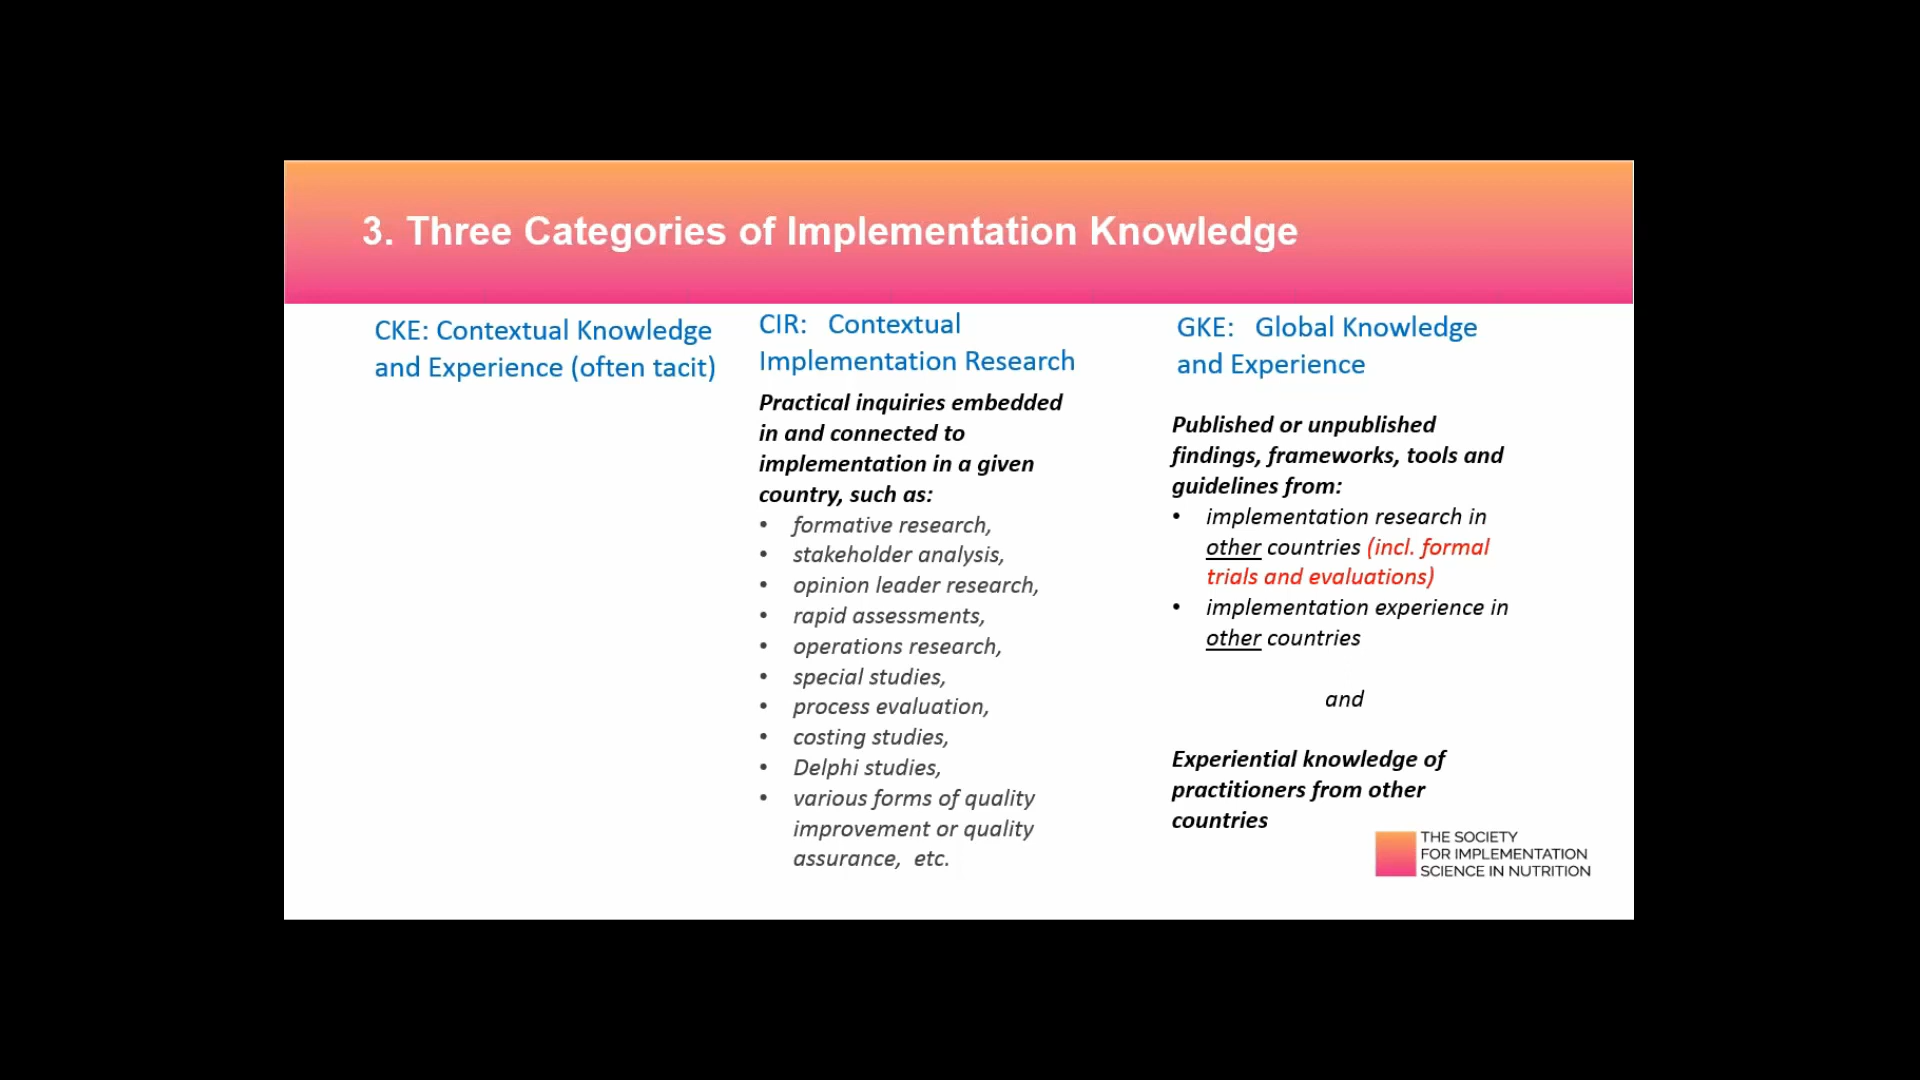 3. Three Categories of Implementation Knowledge
CKE: Contextual Knowledge
and Experience (often tacit)
CIR: Contextual
Implementation Research
Practical inquiries embedded
in and connected to
implementation in a given
country, such as:
• formative research,
• stakeholder analysis,
• opinion leader research,
• rapid assessments,
• operations research,
• special studies,
• process evaluation,
• costing studies,
• Delphi studies,
• various forms of quality
improvement or quality
assurance, etc.
GKE: Global Knowledge
and Experience
Published or unpublished
findings, frameworks, tools and
guidelines from:
• implementation research in
other countries (incl. formal
trials and evaluations)
• implementation experience in
other countries
and
Experiential knowledge of
practitioners from other
countries
THE SOCIETY
FOR IMPLEMENTATION
SCIENCE IN NUTRITION